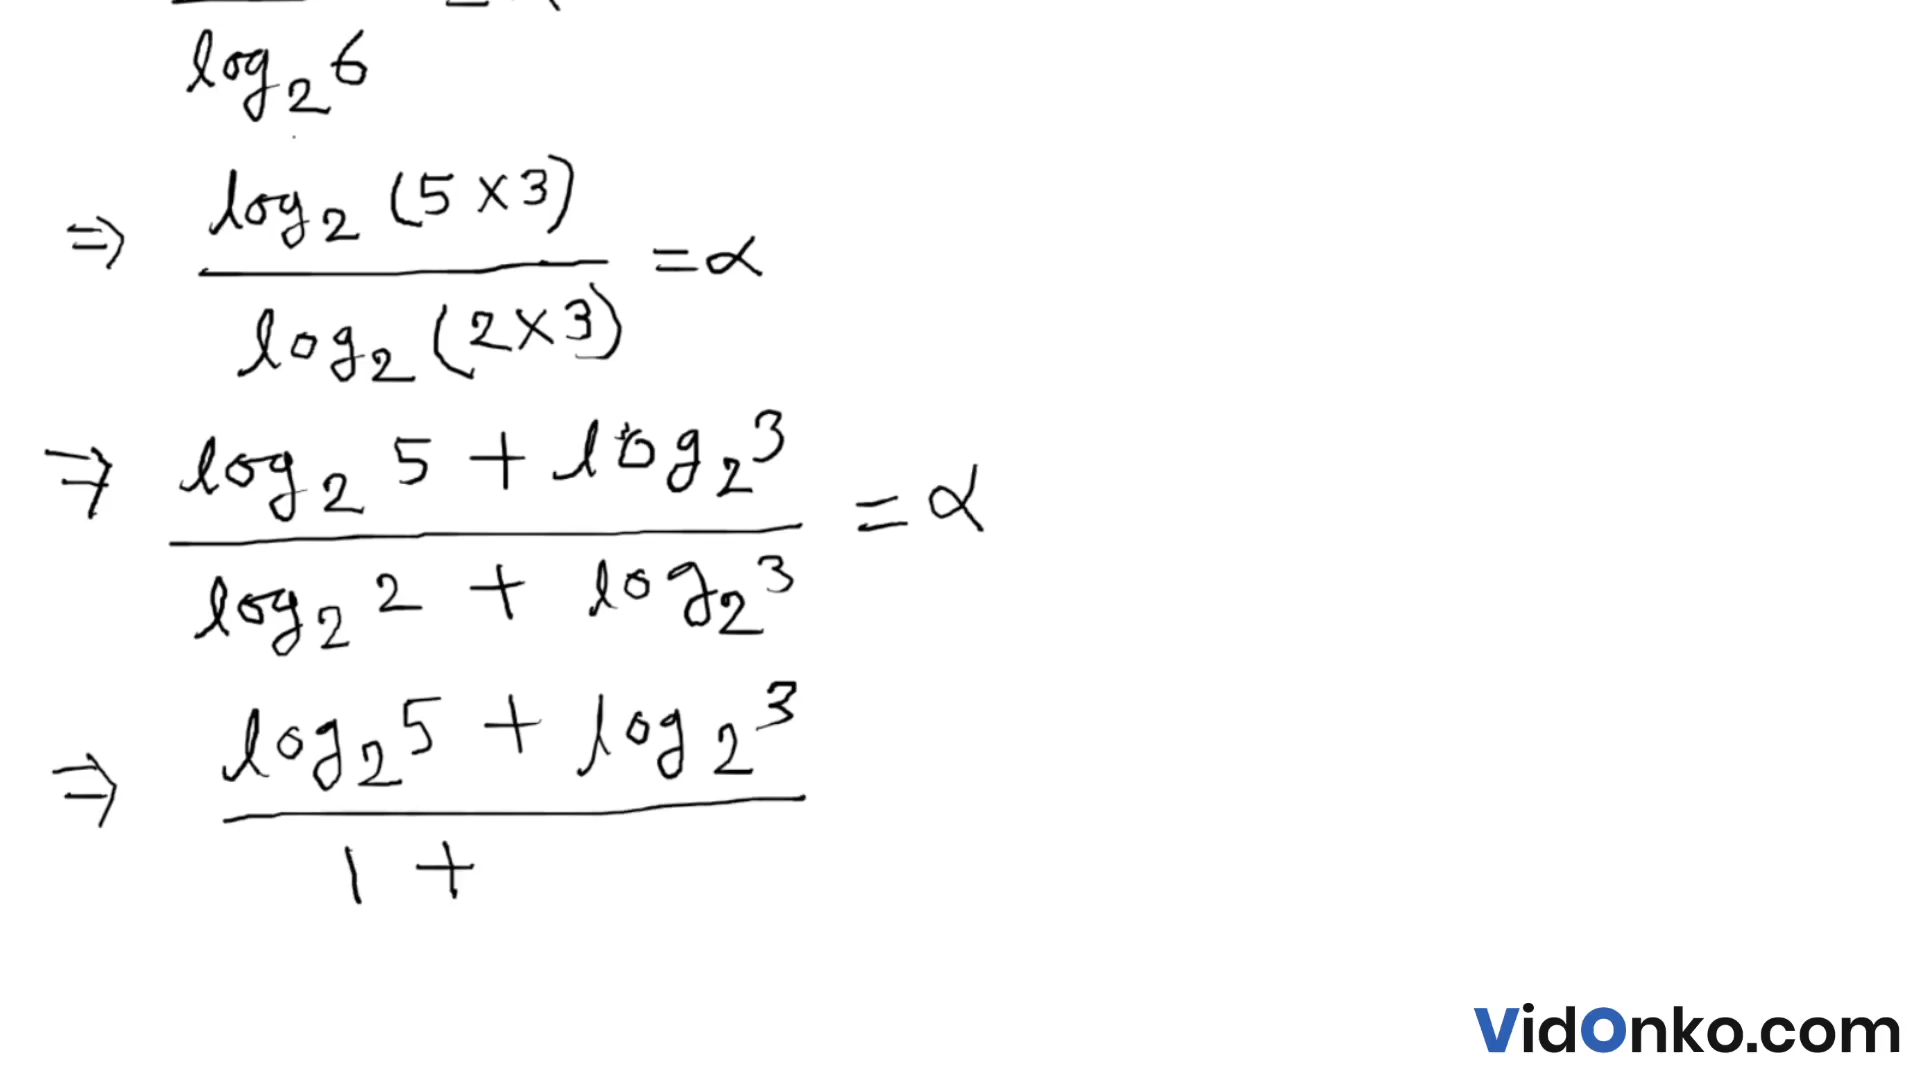 log₂6
⇒ log₂(5×3)
= α
log₂(2×3)
⇒ log₂5 + log₂3
= α
log₂2 + log₂3
⇒ log₂5 + log₂3
1 +
VidOnko.com